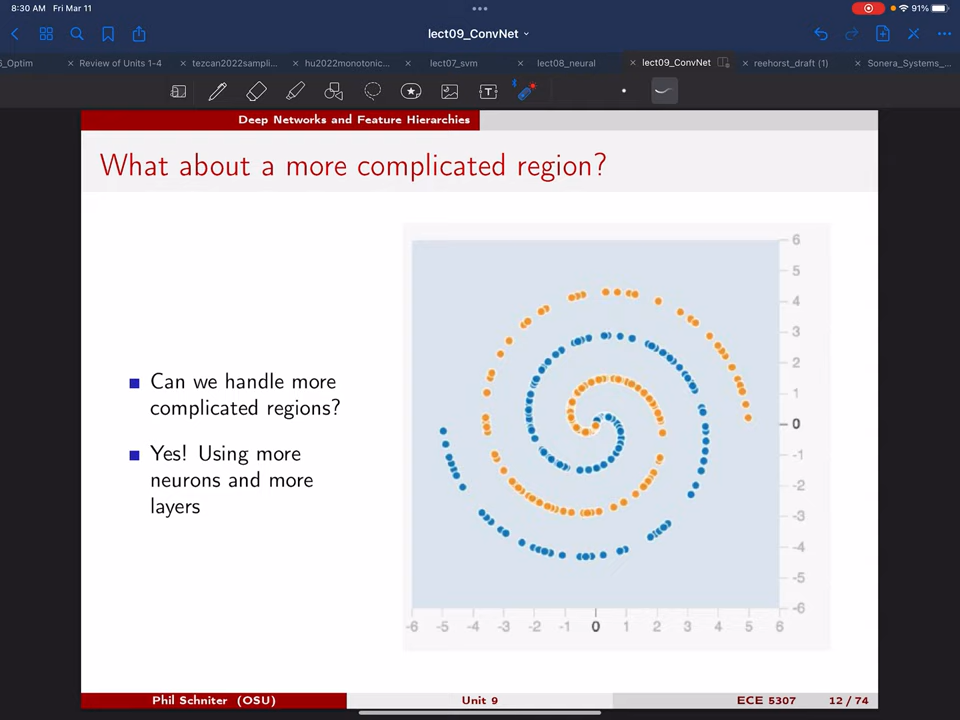 8:30 AM Fri Mar 11
91%
lect09_ConvNet
5_Optim
× Review of Units 1-4
× tezcan2022sampli...
× hu2022monotonic...
× lect07_svm
× lect08_neural
× lect09_ConvNet
× reehorst_draft (1)
× Sonera_Systems_...
Deep Networks and Feature Hierarchies
What about a more complicated region?
Can we handle more
complicated regions?
Yes! Using more
neurons and more
layers
6
5
4
3
2
1
0
-1
-2
-3
-4
-5
-6
-6 -5 -4 -3 -2 -1 0 1 2 3 4 5 6
Phil Schniter (OSU)
Unit 9
ECE 5307
12 / 74